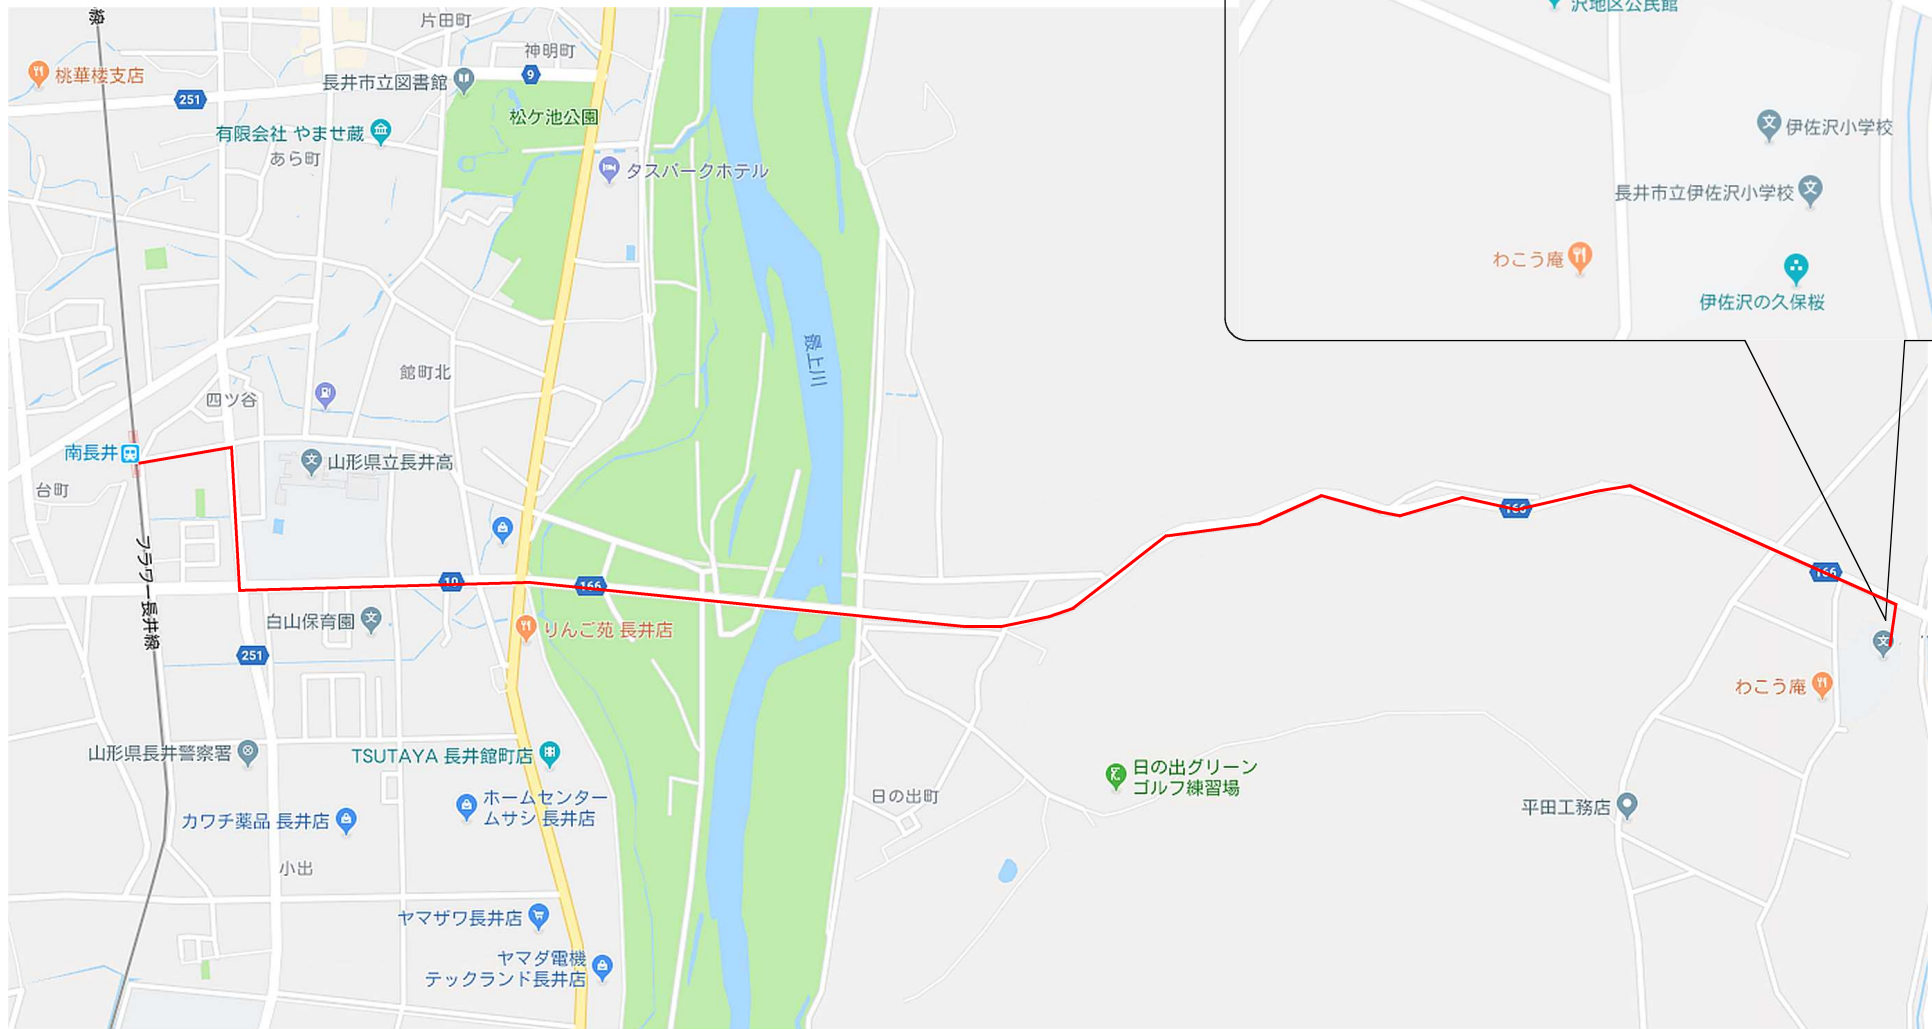 線
片田町
神明町
桃華楼支店
長井市立図書館
9
251
松ケ池公園
有限会社 やませ蔵
あら町
タスパークホテル
沢地区公民館
伊佐沢小学校
長井市立伊佐沢小学校
わこう庵
伊佐沢の久保桜
最上川
館町北
四ツ谷
南長井
山形県立長井高
台町
166
フラワー長井線
10
166
166
白山保育園
りんご苑 長井店
251
わこう庵
山形県長井警察署
TSUTAYA 長井館町店
日の出グリーン
ゴルフ練習場
ホームセンター
ムサシ 長井店
日の出町
カワチ薬品 長井店
平田工務店
小出
ヤマザワ長井店
ヤマダ電機
テックランド長井店
文
文
文
文
文